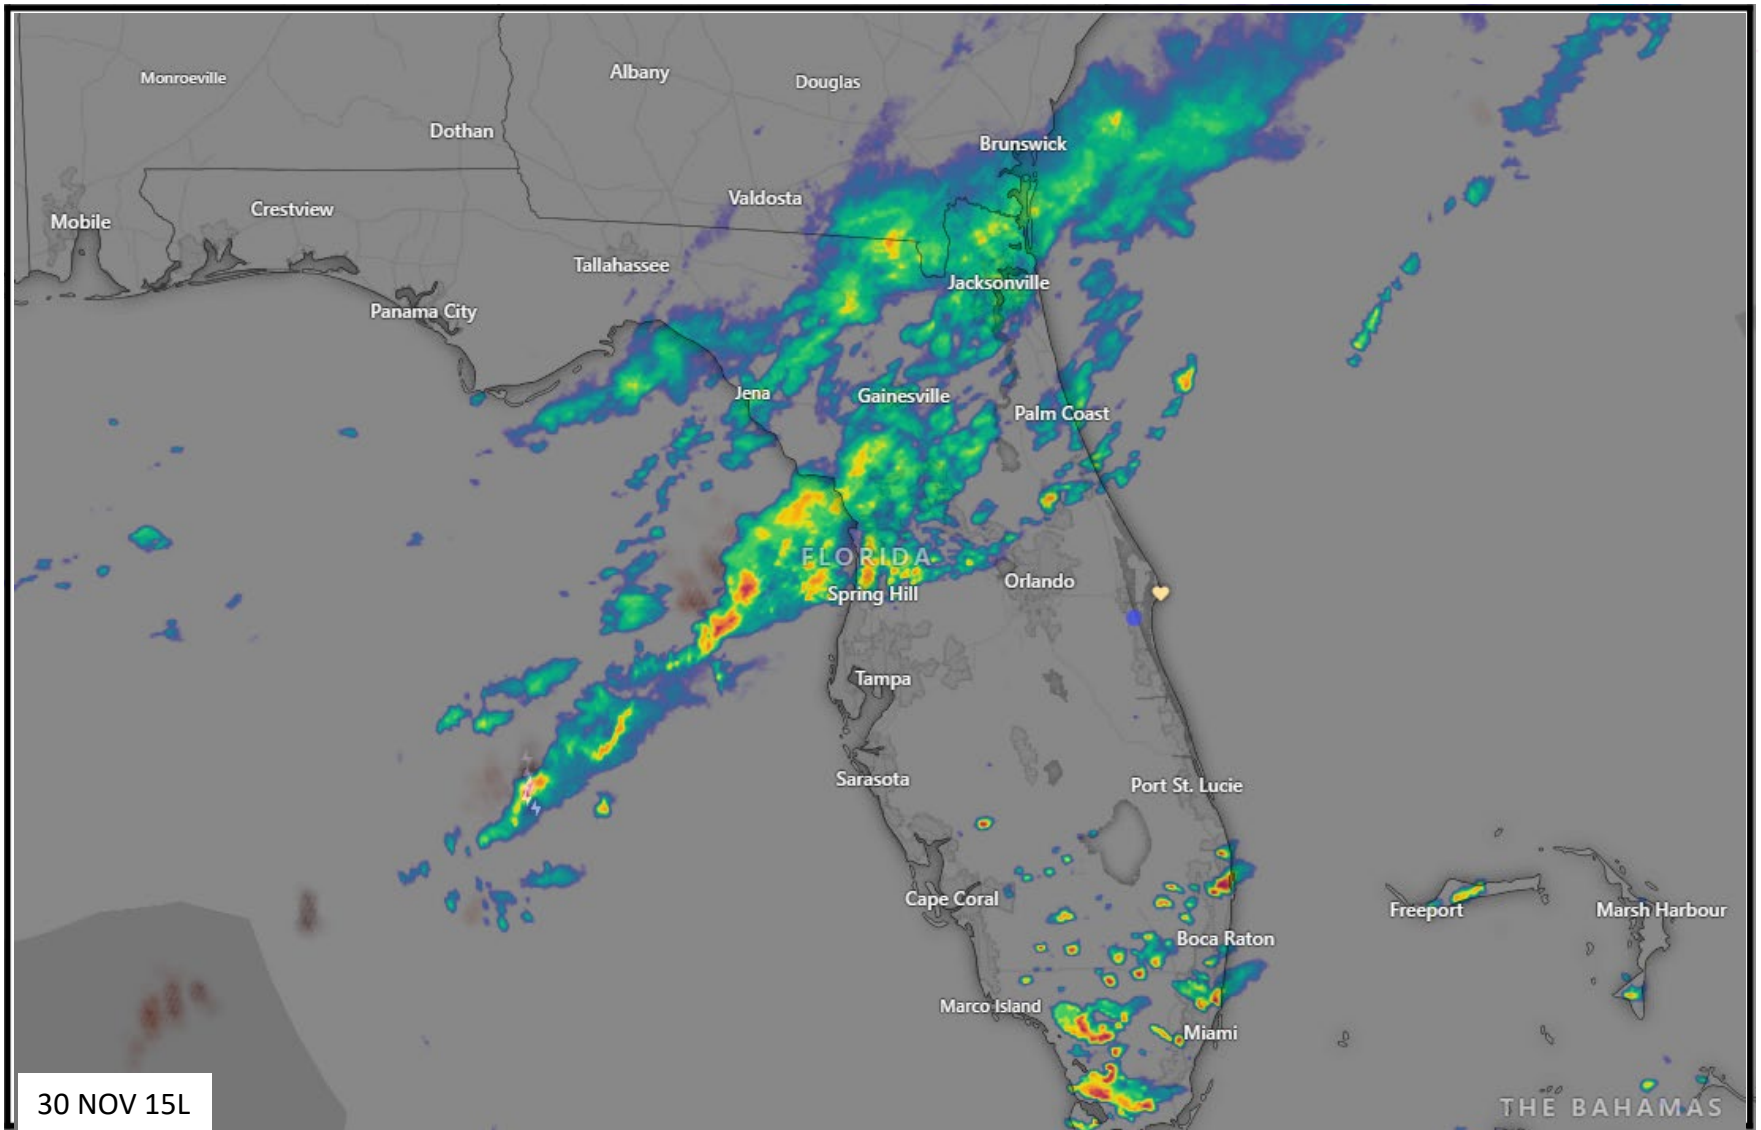 Monroeville
Albany
Douglas
Dothan
Brunswick
Valdosta
Crestview
Mobile
Tallahassee
Jacksonville
Panama City
Jena
Gainesville
Palm Coast
FLORIDA
Orlando
Spring Hill
Tampa
Sarasota
Port St. Lucie
Cape Coral
Freeport
Marsh Harbour
Boca Raton
Marco Island
Miami
30 NOV 15L
THE BAHAMAS